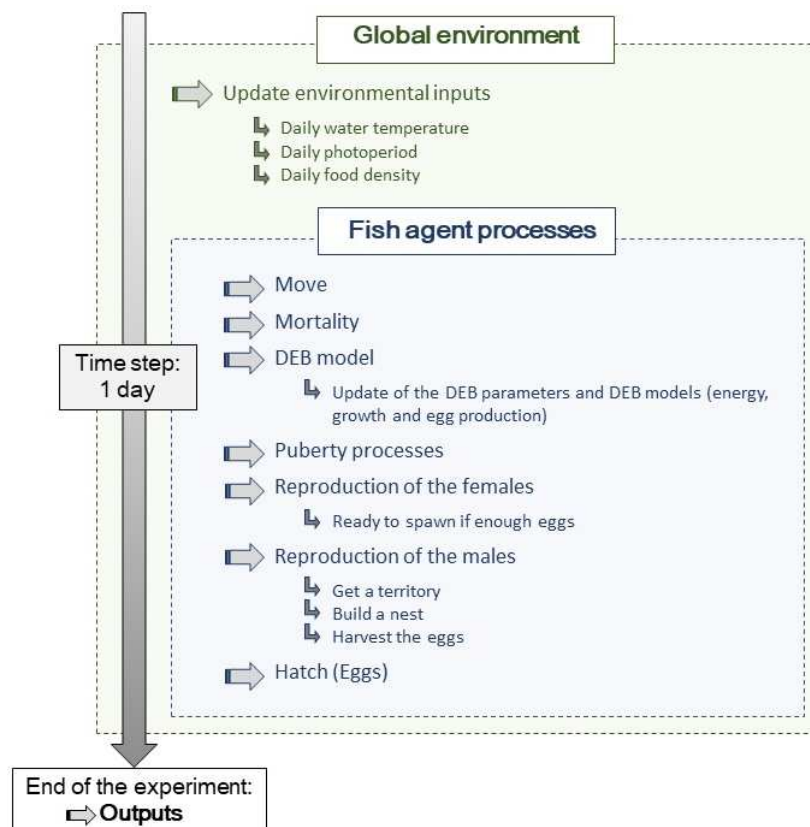 Global environment
Update environmental inputs
Daily water temperature
Daily photoperiod
Daily food density
Fish agent processes
Move
Mortality
Time step:
1 day
DEB model
Update of the DEB parameters and DEB models (energy,
growth and egg production)
Puberty processes
Reproduction of the females
Ready to spawn if enough eggs
Reproduction of the males
Get a territory
Build a nest
Harvest the eggs
Hatch (Eggs)
End of the experiment:
Outputs